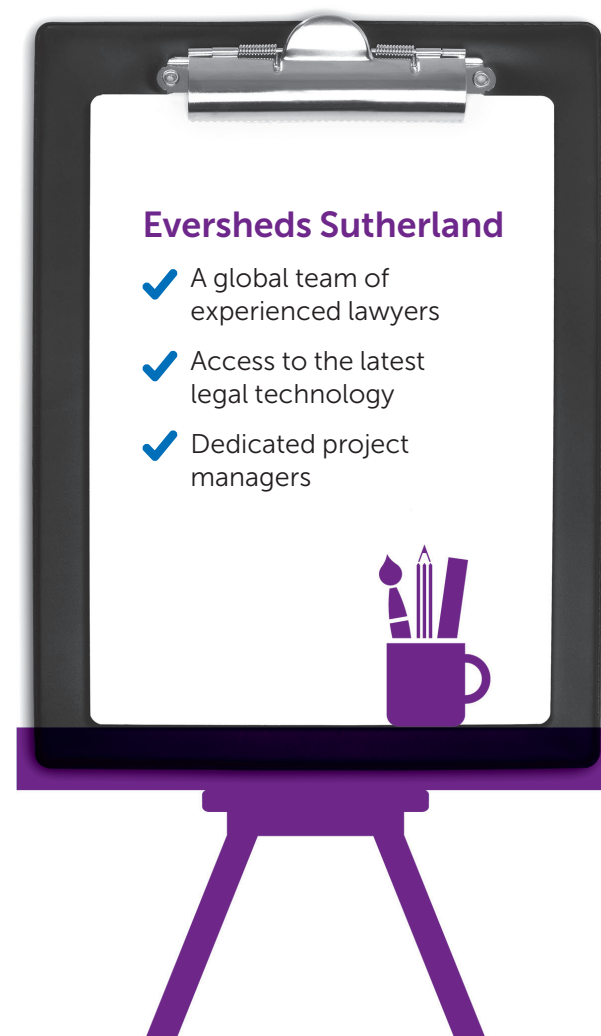 Eversheds Sutherland
A global team of
experienced lawyers
Access to the latest
legal technology
Dedicated project
managers